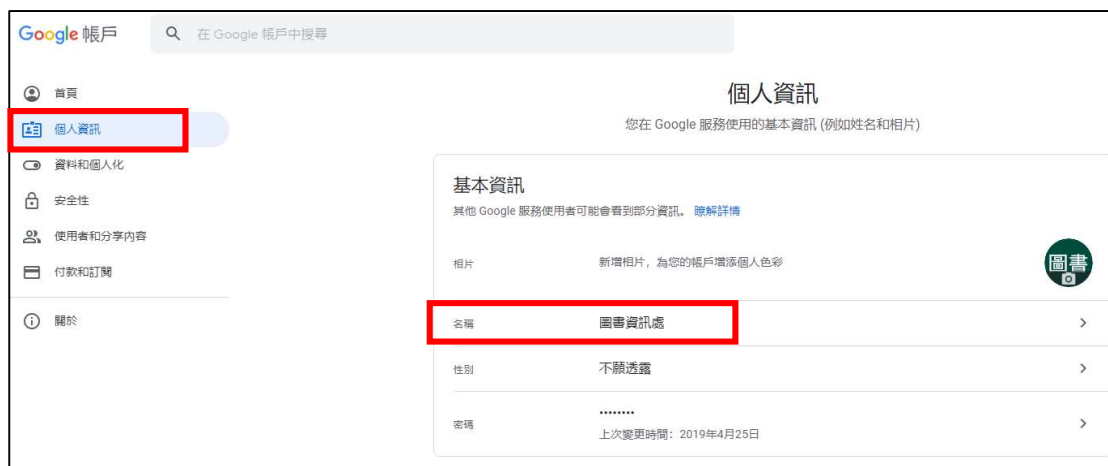 Google 帳戶
在 Google 帳戶中搜尋
首頁
個人資訊
資料和個人化
安全性
使用者和分享內容
付款和訂閱
關於
個人資訊
您在 Google 服務使用的基本資訊 (例如姓名和相片)
基本資訊
其他 Google 服務使用者可能會看到部分資訊。 瞭解詳情
相片 新增相片，為您的帳戶增添個人色彩
圖書
名稱 圖書資訊處
性別 不願透露
密碼 ••••••••
上次變更時間：2019年4月25日